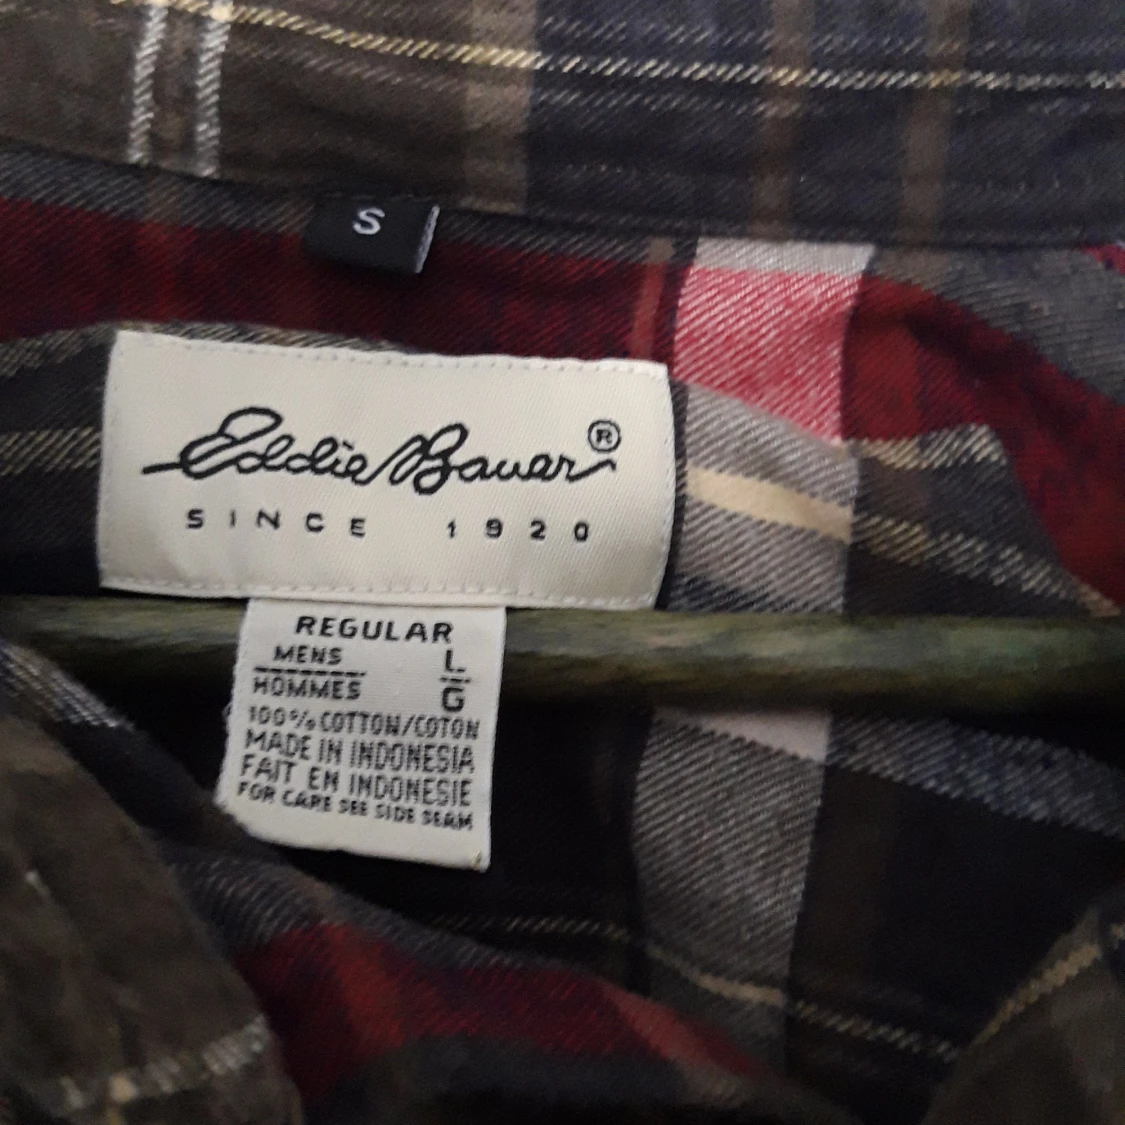 S
Eddie Bauer®
SINCE 1920
REGULAR
MENS L
HOMMES G
100% COTTON/COTON
MADE IN INDONESIA
FAIT EN INDONESIE
FOR CARE SEE SIDE SEAM